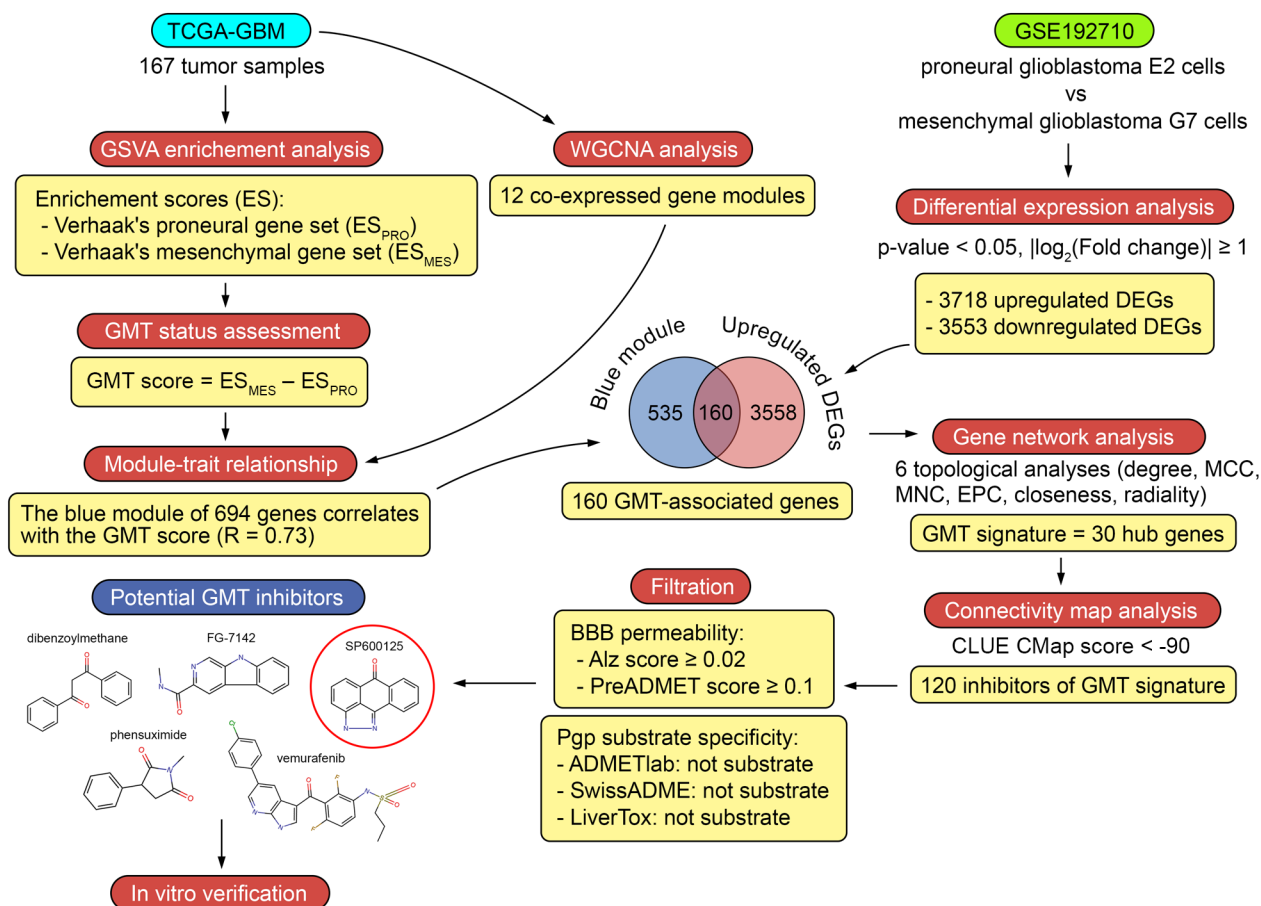 TCGA-GBM
167 tumor samples
GSVA enrichement analysis
Enrichement scores (ES):
- Verhaak's proneural gene set (ES_PRO)
- Verhaak's mesenchymal gene set (ES_MES)
GMT status assessment
GMT score = ES_MES – ES_PRO
Module-trait relationship
The blue module of 694 genes correlates
with the GMT score (R = 0.73)
WGCNA analysis
12 co-expressed gene modules
GSE192710
proneural glioblastoma E2 cells
vs
mesenchymal glioblastoma G7 cells
Differential expression analysis
p-value < 0.05, |log2(Fold change)| ≥ 1
- 3718 upregulated DEGs
- 3553 downregulated DEGs
Blue module
Upregulated DEGs
535 160 3558
160 GMT-associated genes
Gene network analysis
6 topological analyses (degree, MCC,
MNC, EPC, closeness, radiality)
GMT signature = 30 hub genes
Connectivity map analysis
CLUE CMap score < -90
120 inhibitors of GMT signature
Filtration
BBB permeability:
- Alz score ≥ 0.02
- PreADMET score ≥ 0.1
Pgp substrate specificity:
- ADMETlab: not substrate
- SwissADME: not substrate
- LiverTox: not substrate
Potential GMT inhibitors
dibenzoylmethane
FG-7142
SP600125
phensuximide
vemurafenib
In vitro verification